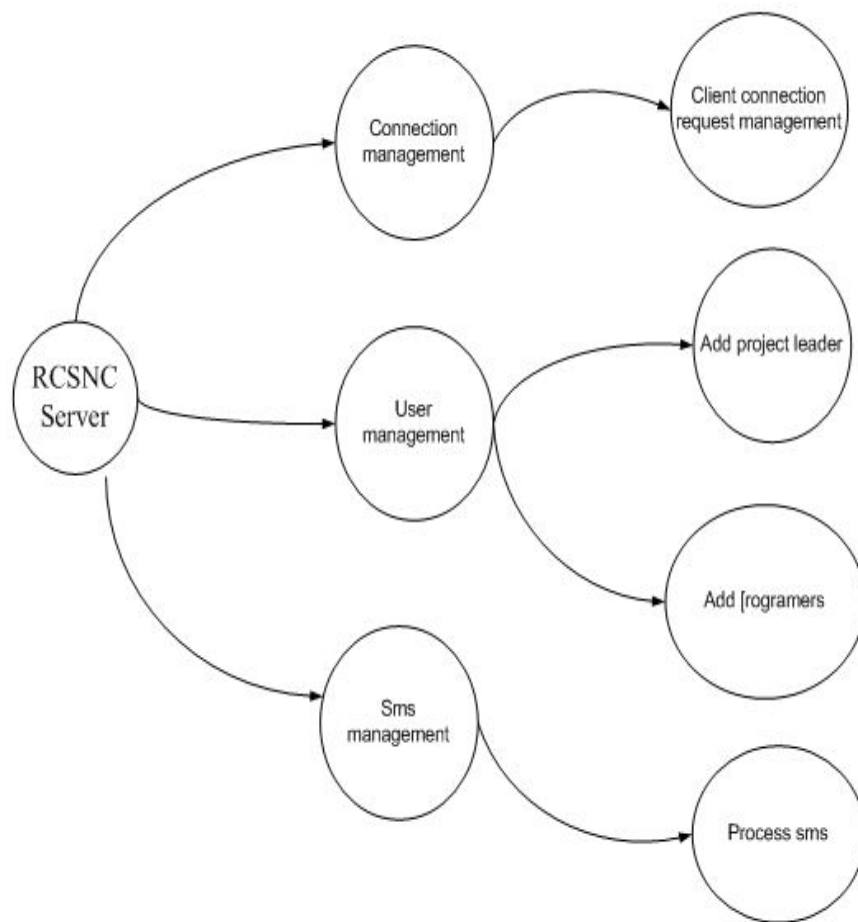 Client connection
request management
Connection
management
Add project leader
RCSNC
Server
User
management
Add [rogramers
Sms
management
Process sms